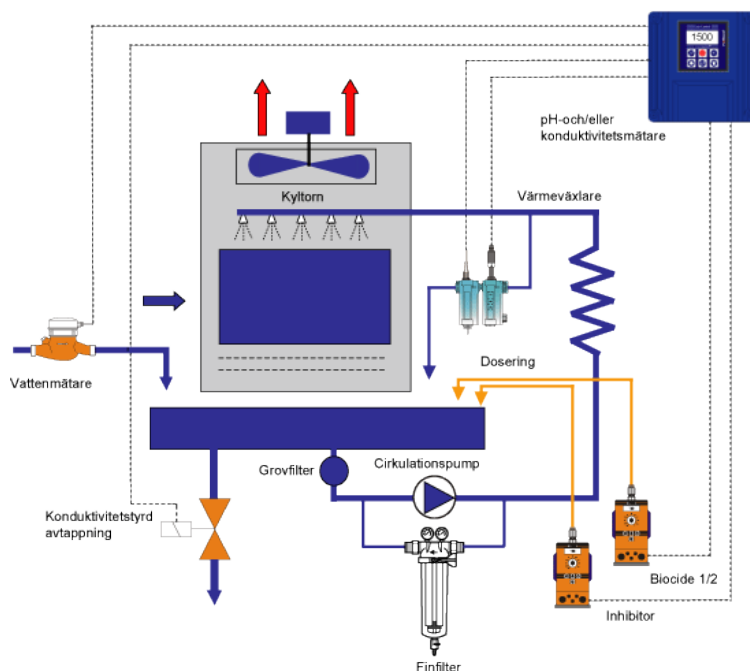 1500
pH-och/eller
konduktivitetsmätare
Kyltorn
Värmeväxlare
Vattenmätare
Dosering
Grovfilter
Cirkulationspump
Konduktivitetstyrd
avtappning
Biocide 1/2
Inhibitor
Finfilter